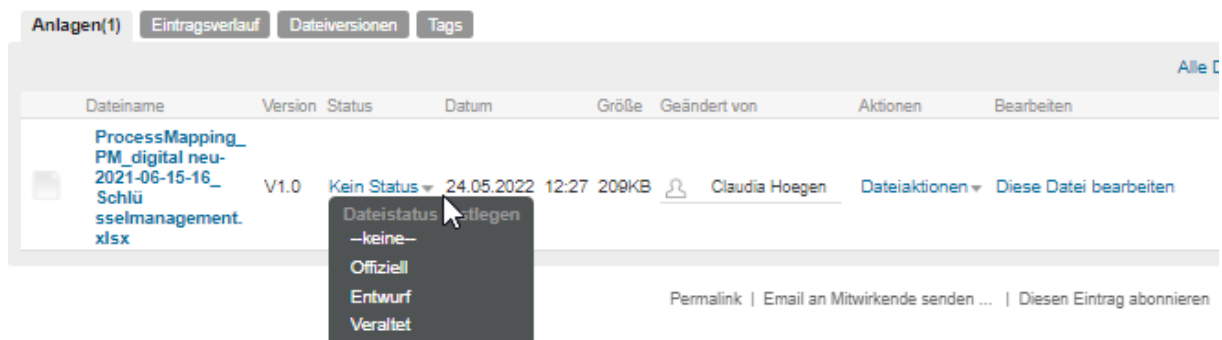 Anlagen(1) Eintragsverlauf Dateiversionen Tags
Alle
Dateiname Version Status Datum Größe Geändert von Aktionen Bearbeiten
ProcessMapping_
PM_digital neu-
2021-06-15-16_
Schlü
sselmanagement.
xlsx
V1.0 Kein Status 24.05.2022 12:27 209KB Claudia Hoegen Dateiaktionen Diese Datei bearbeiten
Dateistatus
--keine--
Offiziell
Entwurf
Veraltet
Permalink | Email an Mitwirkende senden ... | Diesen Eintrag abonnieren